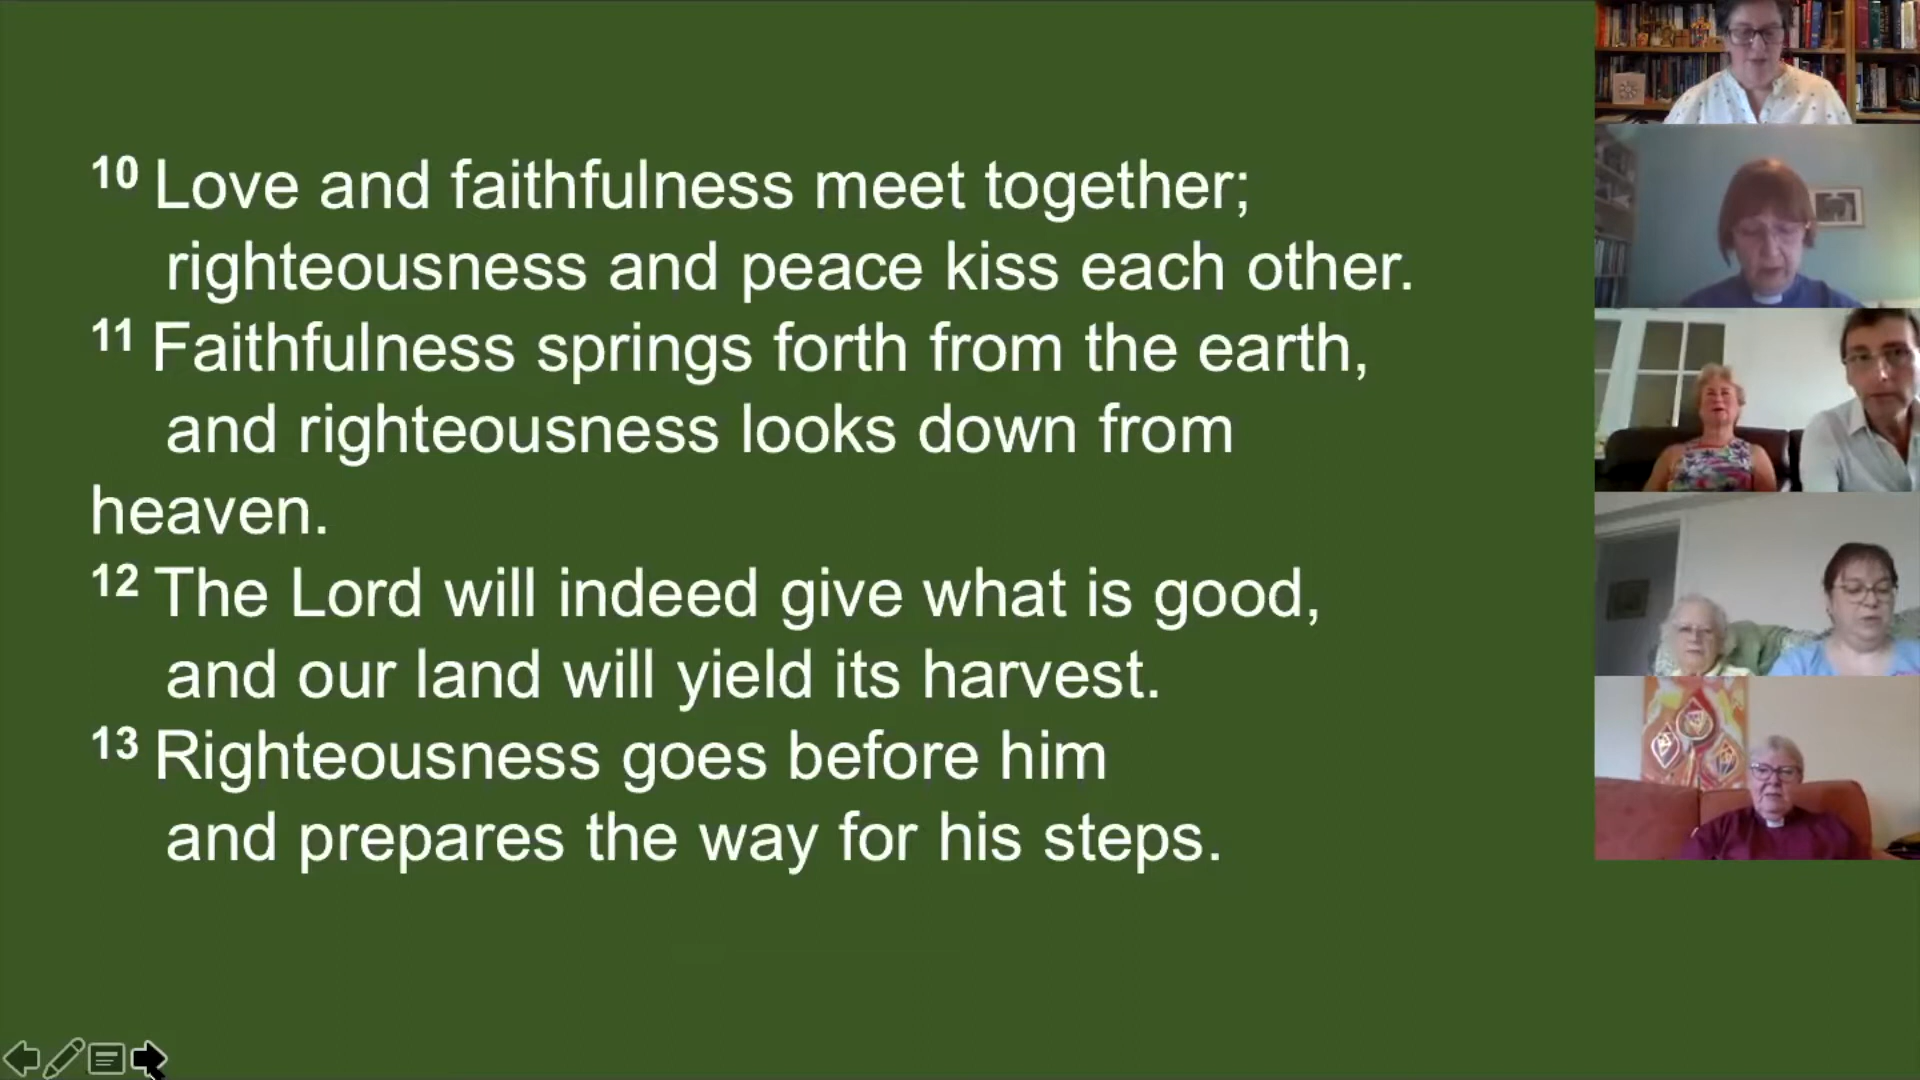 10 Love and faithfulness meet together;
righteousness and peace kiss each other.
11 Faithfulness springs forth from the earth,
and righteousness looks down from
heaven.
12 The Lord will indeed give what is good,
and our land will yield its harvest.
13 Righteousness goes before him
and prepares the way for his steps.